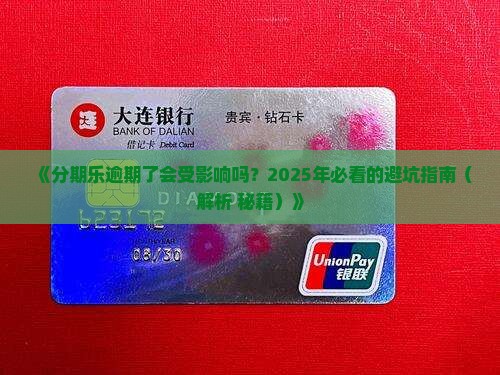 大连银行
BANK OF DALIAN
贵宾·钻石卡
借记卡 Debit Card
《分期乐逾期了会受影响吗？2025年必看的避坑指南（
解析 秘籍）》
DIA
623172
08/30
UnionPay
银联